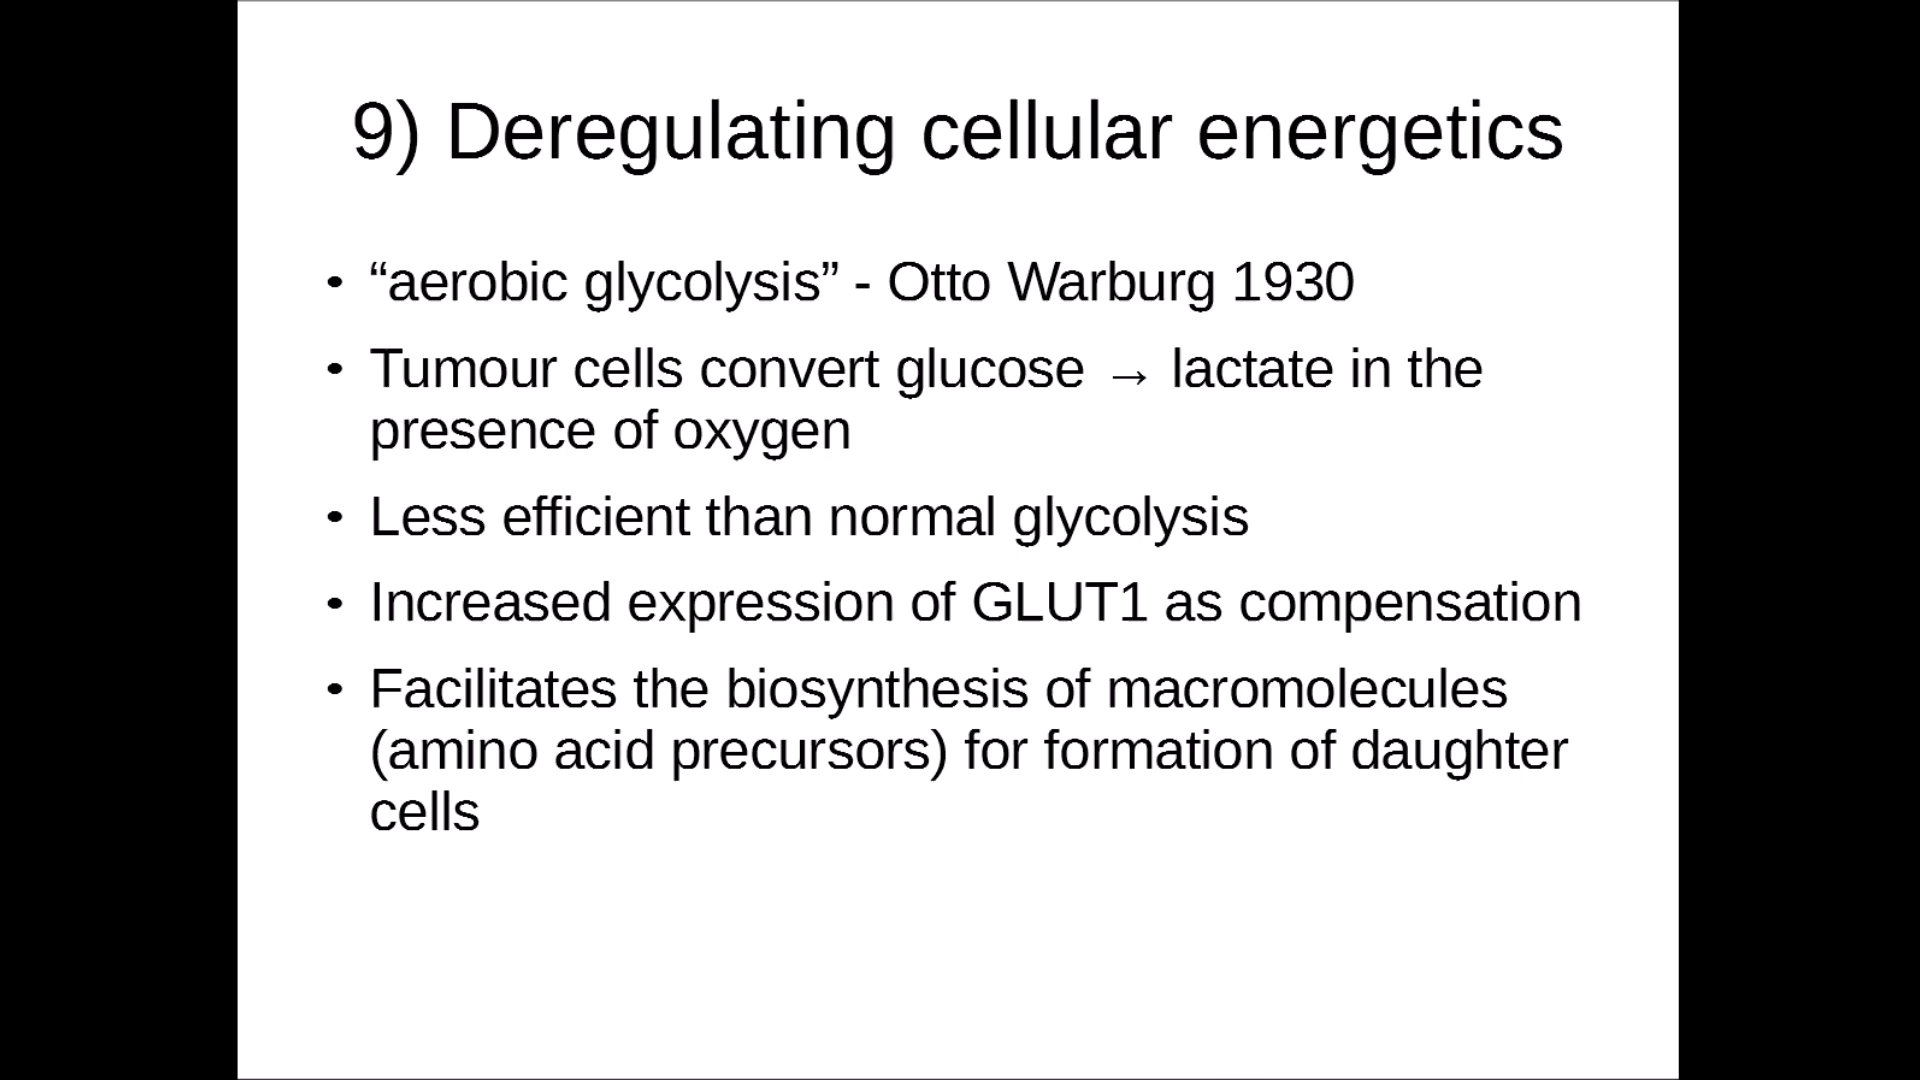 9) Deregulating cellular energetics
• “aerobic glycolysis” - Otto Warburg 1930
• Tumour cells convert glucose → lactate in the
presence of oxygen
• Less efficient than normal glycolysis
• Increased expression of GLUT1 as compensation
• Facilitates the biosynthesis of macromolecules
(amino acid precursors) for formation of daughter
cells